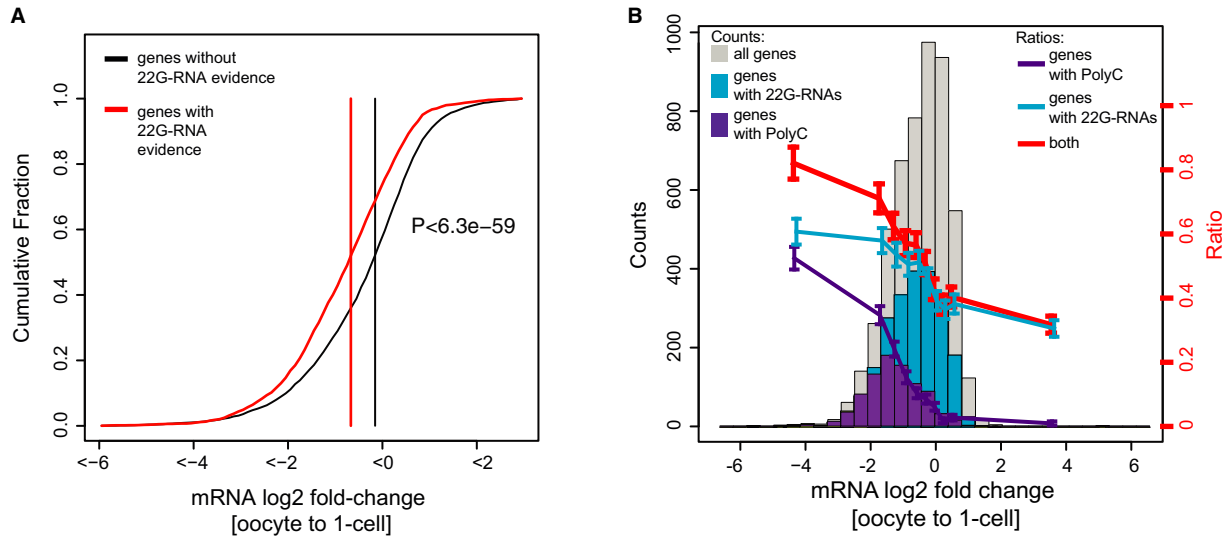 A
genes without
22G-RNA evidence
genes with
22G-RNA
evidence
P<6.3e−59
Cumulative Fraction
0.0
0.2
0.4
0.6
0.8
1.0
<−6
<−4
<−2
<0
<2
mRNA log2 fold-change
[oocyte to 1-cell]
B
Counts:
all genes
genes
with 22G-RNAs
genes
with PolyC
Ratios:
genes
with PolyC
genes
with 22G-RNAs
both
Counts
0
200
400
600
800
1000
Ratio
0
0.2
0.4
0.6
0.8
1
-6
-4
-2
0
2
4
6
mRNA log2 fold change
[oocyte to 1-cell]